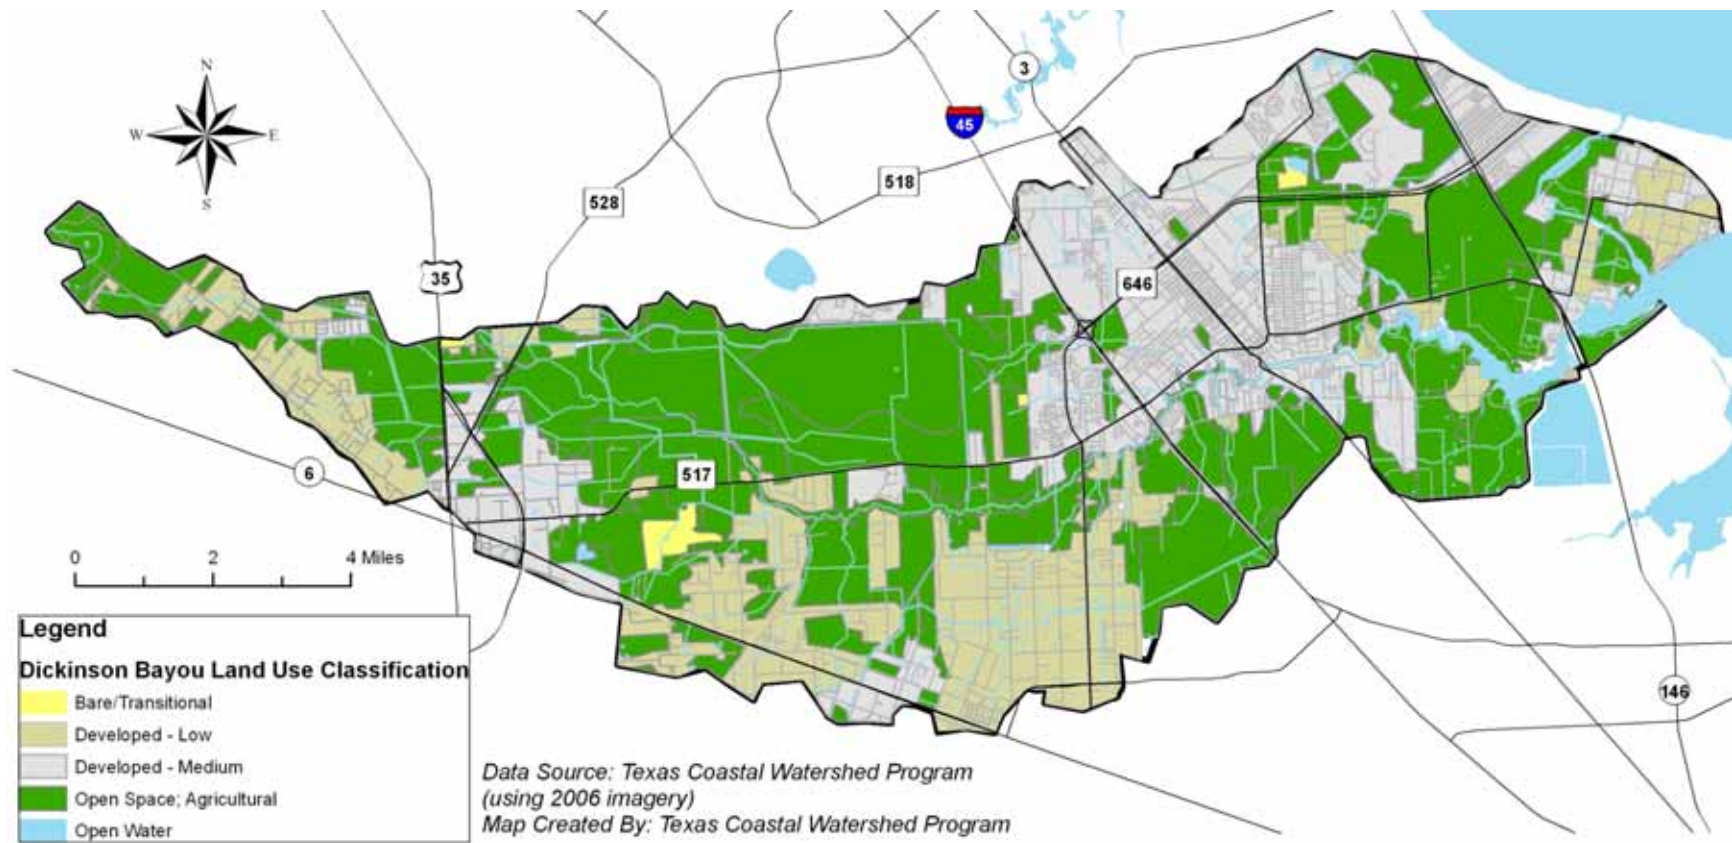 N
W
E
S
3
45
518
528
35
646
6
517
146
0 2 4 Miles
Legend
Dickinson Bayou Land Use Classification
Bare/Transitional
Developed - Low
Developed - Medium
Open Space; Agricultural
Open Water
Data Source: Texas Coastal Watershed Program
(using 2006 imagery)
Map Created By: Texas Coastal Watershed Program